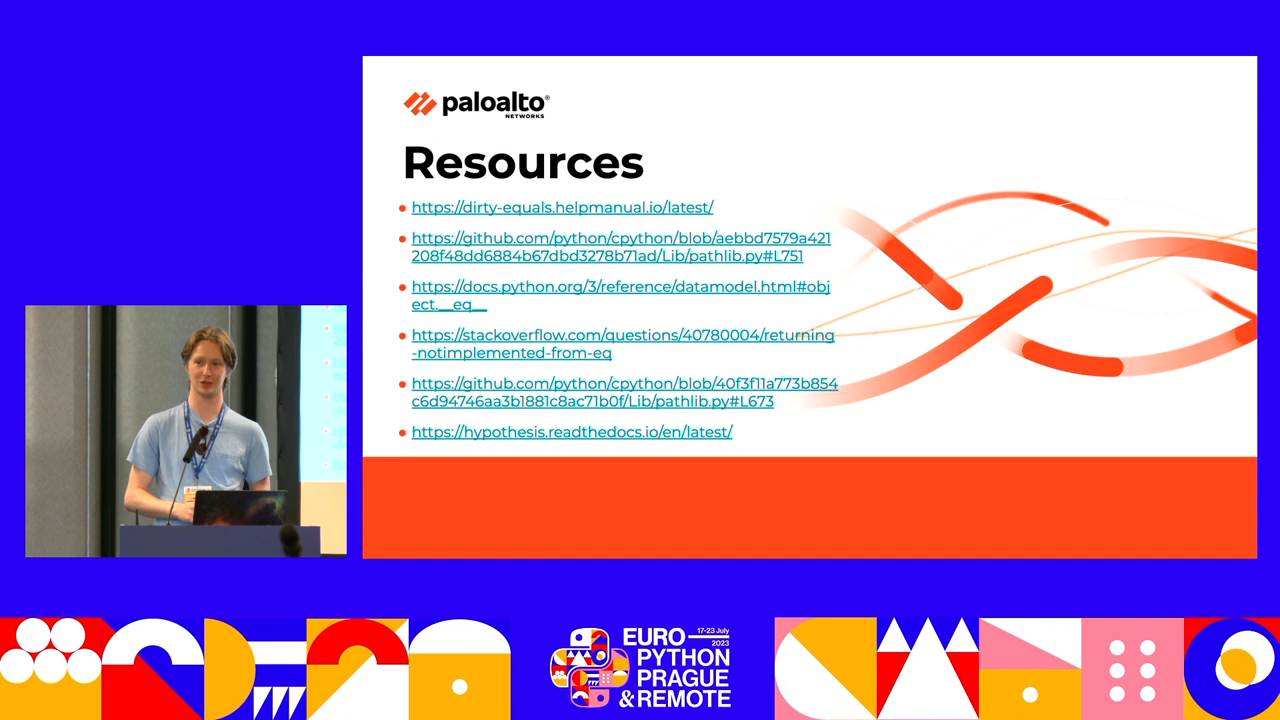 paloalto®
NETWORKS
Resources
https://dirty-equals.helpmanual.io/latest/
https://github.com/python/cpython/blob/aebbd7579a421
208f48dd6884b67dbd3278b71ad/Lib/pathlib.py#L751
https://docs.python.org/3/reference/datamodel.html#obj
ect.__eq__
https://stackoverflow.com/questions/40780004/returning
-notimplemented-from-eq
https://github.com/python/cpython/blob/40f3f11a773b854
c6d94746aa3b1881c8ac71b0f/Lib/pathlib.py#L673
https://hypothesis.readthedocs.io/en/latest/
EURO 17-23 July
2023
PYTHON
PRAGUE
& REMOTE